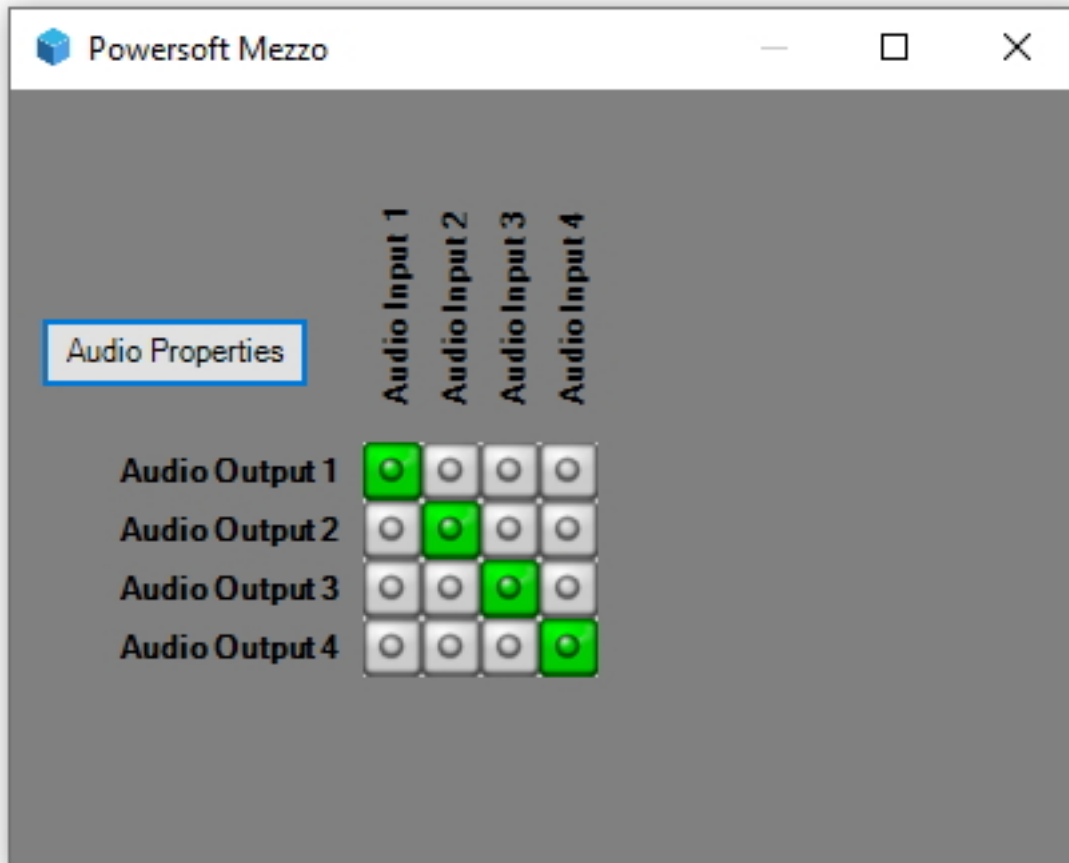 Powersoft Mezzo
Audio Input 1
Audio Input 2
Audio Input 3
Audio Input 4
Audio Properties
Audio Output 1
Audio Output 2
Audio Output 3
Audio Output 4